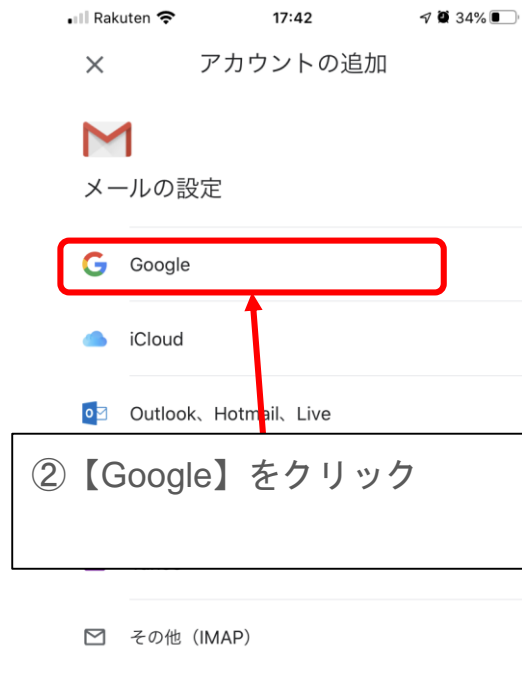 Rakuten 17:42 34%
アカウントの追加
メールの設定
Google
iCloud
Outlook、Hotmail、Live
②【Google】をクリック
その他（IMAP）